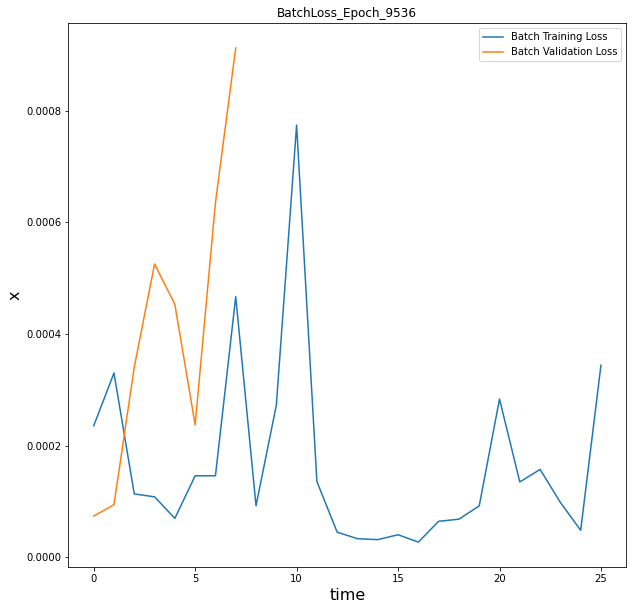 BatchLoss_Epoch_9536
Batch Training Loss
Batch Validation Loss
0.0008
0.0006
x
0.0004
0.0002
0.0000
0 5 10 15 20 25
time